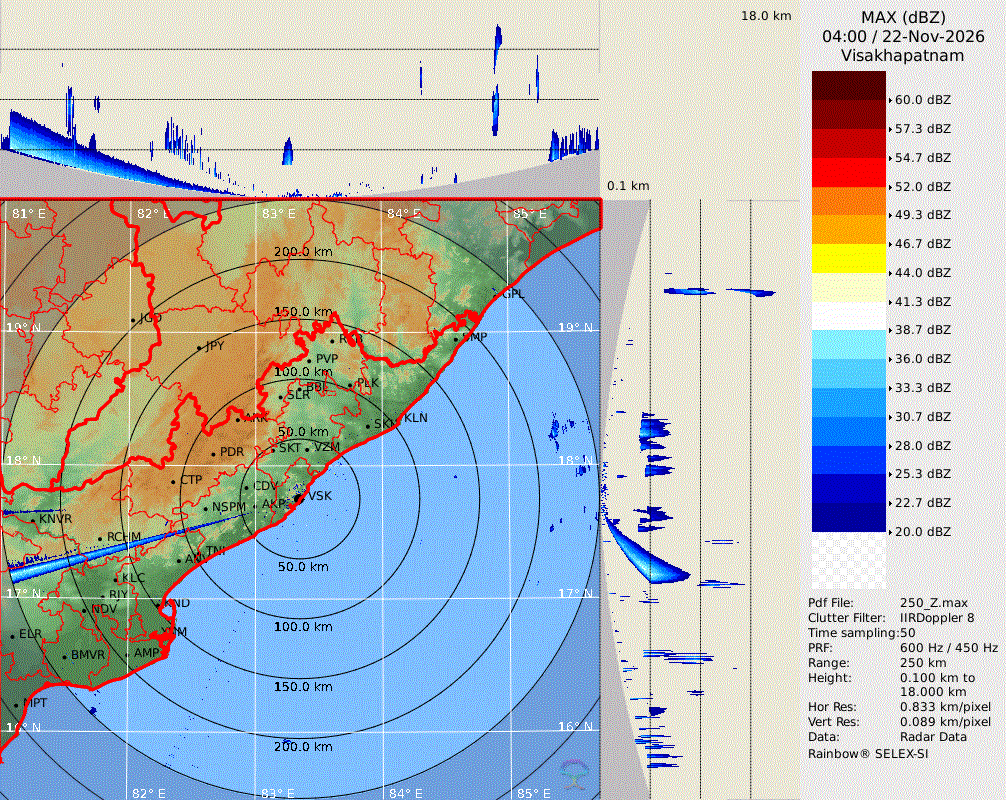 18.0 km
MAX (dBZ)
04:00 / 22-Nov-2026
Visakhapatnam
60.0 dBZ
57.3 dBZ
54.7 dBZ
52.0 dBZ
49.3 dBZ
46.7 dBZ
44.0 dBZ
41.3 dBZ
38.7 dBZ
36.0 dBZ
33.3 dBZ
30.7 dBZ
28.0 dBZ
25.3 dBZ
22.7 dBZ
20.0 dBZ
0.1 km
81° E 82° E 83° E 84° E 85° E
200.0 km
GPL
150.0 km
JGD
19° N 19° N
JPY
SMP
PVP
100.0 km
BBL PLK
SLR
KLN
SKM
50.0 km
PDR SKT VZM
18° N 18° N
CTP
CDV
VSK
NSPM AKP
KNVR
RCHM
TNI
50.0 km
KLC
RJY
17° N 17° N
KND
NDV
100.0 km
ELR
BMVR AMP
150.0 km
MPT
16° N 16° N
200.0 km
82° E 83° E 84° E 85° E
Pdf File: 250_Z.max
Clutter Filter: IIRDoppler 8
Time sampling:50
PRF: 600 Hz / 450 Hz
Range: 250 km
Height: 0.100 km to
18.000 km
Hor Res: 0.833 km/pixel
Vert Res: 0.089 km/pixel
Data: Radar Data
Rainbow® SELEX-SI